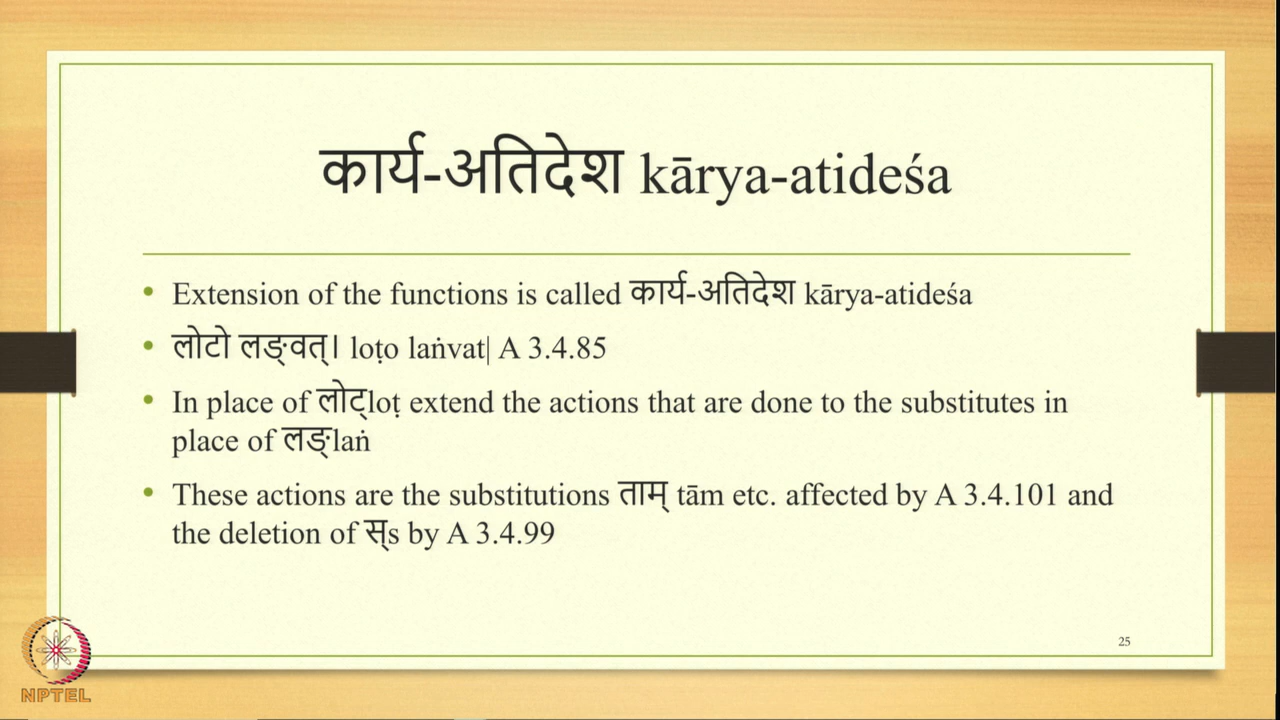 कार्य-अतिदेश kārya-atideśa
• Extension of the functions is called कार्य-अतिदेश kārya-atideśa
• लोटो लङ्वत्। loṭo laṅvat| A 3.4.85
• In place of लोट्loṭ extend the actions that are done to the substitutes in
place of लङ्laṅ
• These actions are the substitutions ताम् tām etc. affected by A 3.4.101 and
the deletion of स्s by A 3.4.99
25
NPTEL